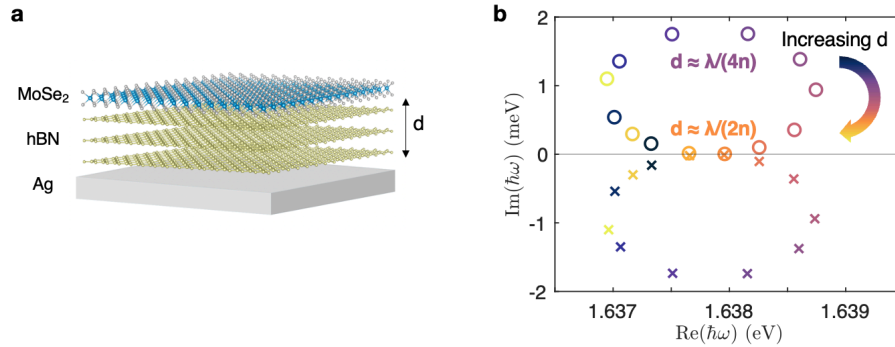 a
MoSe₂
hBN
Ag
d
b
Im(ℏω) (meV)
2
1
0
-1
-2
d ≈ λ/(4n)
d ≈ λ/(2n)
Increasing d
1.637
1.638
1.639
Re(ℏω) (eV)